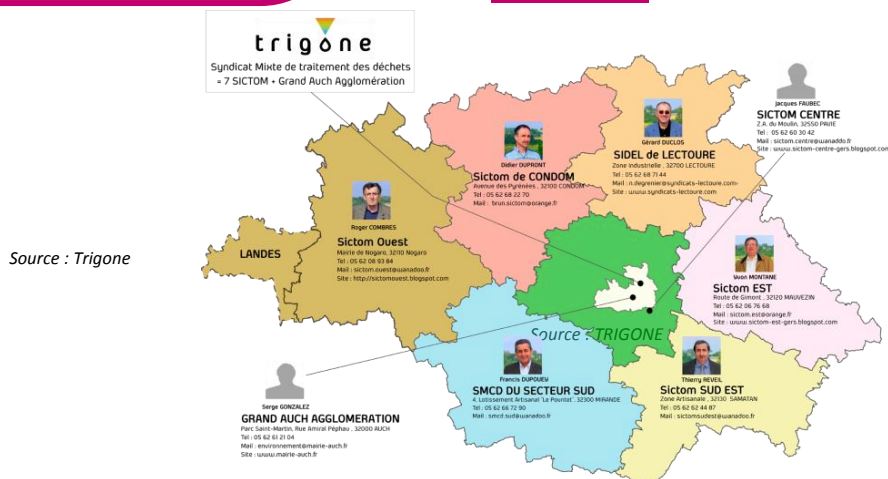 trigone
Syndicat Mixte de traitement des déchets
= 7 SICTOM + Grand Auch Agglomération
Jacques FAUBEC
SICTOM CENTRE
Z.A. du Moulin, 32550 PAVIE
Tel : 05 62 60 30 42
Mail : sictom.centre@wanadoo.fr
Site : www.sictom-centre-gers.blogspot.com
Gérard DUCLOS
SIDEL de LECTOURE
Zone Industrielle , 32700 LECTOURE
Tel : 05 62 68 71 44
Mail : n.degrenier@syndicats-lectoure.com
Site : www.syndicats-lectoure.com
Didier DUPRONT
Sictom de CONDOM
Avenue des Pyrénées , 32100 CONDOM
Tel : 05 62 68 22 70
Mail : brun.sictom@orange.fr
Roger COMBRES
Sictom Ouest
Mairie de Nogaro, 32110 Nogaro
Tel : 05 62 08 93 84
Mail : sictom.ouest@wanadoo.fr
Site : http://sictomouest.blogspot.com
LANDES
Source : Trigone
Yvon MONTANE
Sictom EST
Route de Gimont , 32120 MAUVEZIN
Tel : 05 62 06 76 68
Mail : sictom.est@orange.fr
Site : www.sictom-est-gers.blogspot.com
Source : TRIGONE
Francis DUPOUEY
SMCD DU SECTEUR SUD
4, Lotissement Artisanal "Le Pountet", 32300 MIRANDE
Tel : 05 62 66 72 90
Mail : smcd.sud@wanadoo.fr
Thierry REVEIL
Sictom SUD EST
Zone Artisanale , 32130 SAMATAN
Tel : 05 62 62 44 87
Mail : sictomsudest@wanadoo.fr
Serge GONZALEZ
GRAND AUCH AGGLOMERATION
Parc Saint-Martin, Rue Amiral Péphau , 32000 AUCH
Tel : 05 62 61 21 04
Mail : environnement@mairie-auch.fr
Site : www.mairie-auch.fr